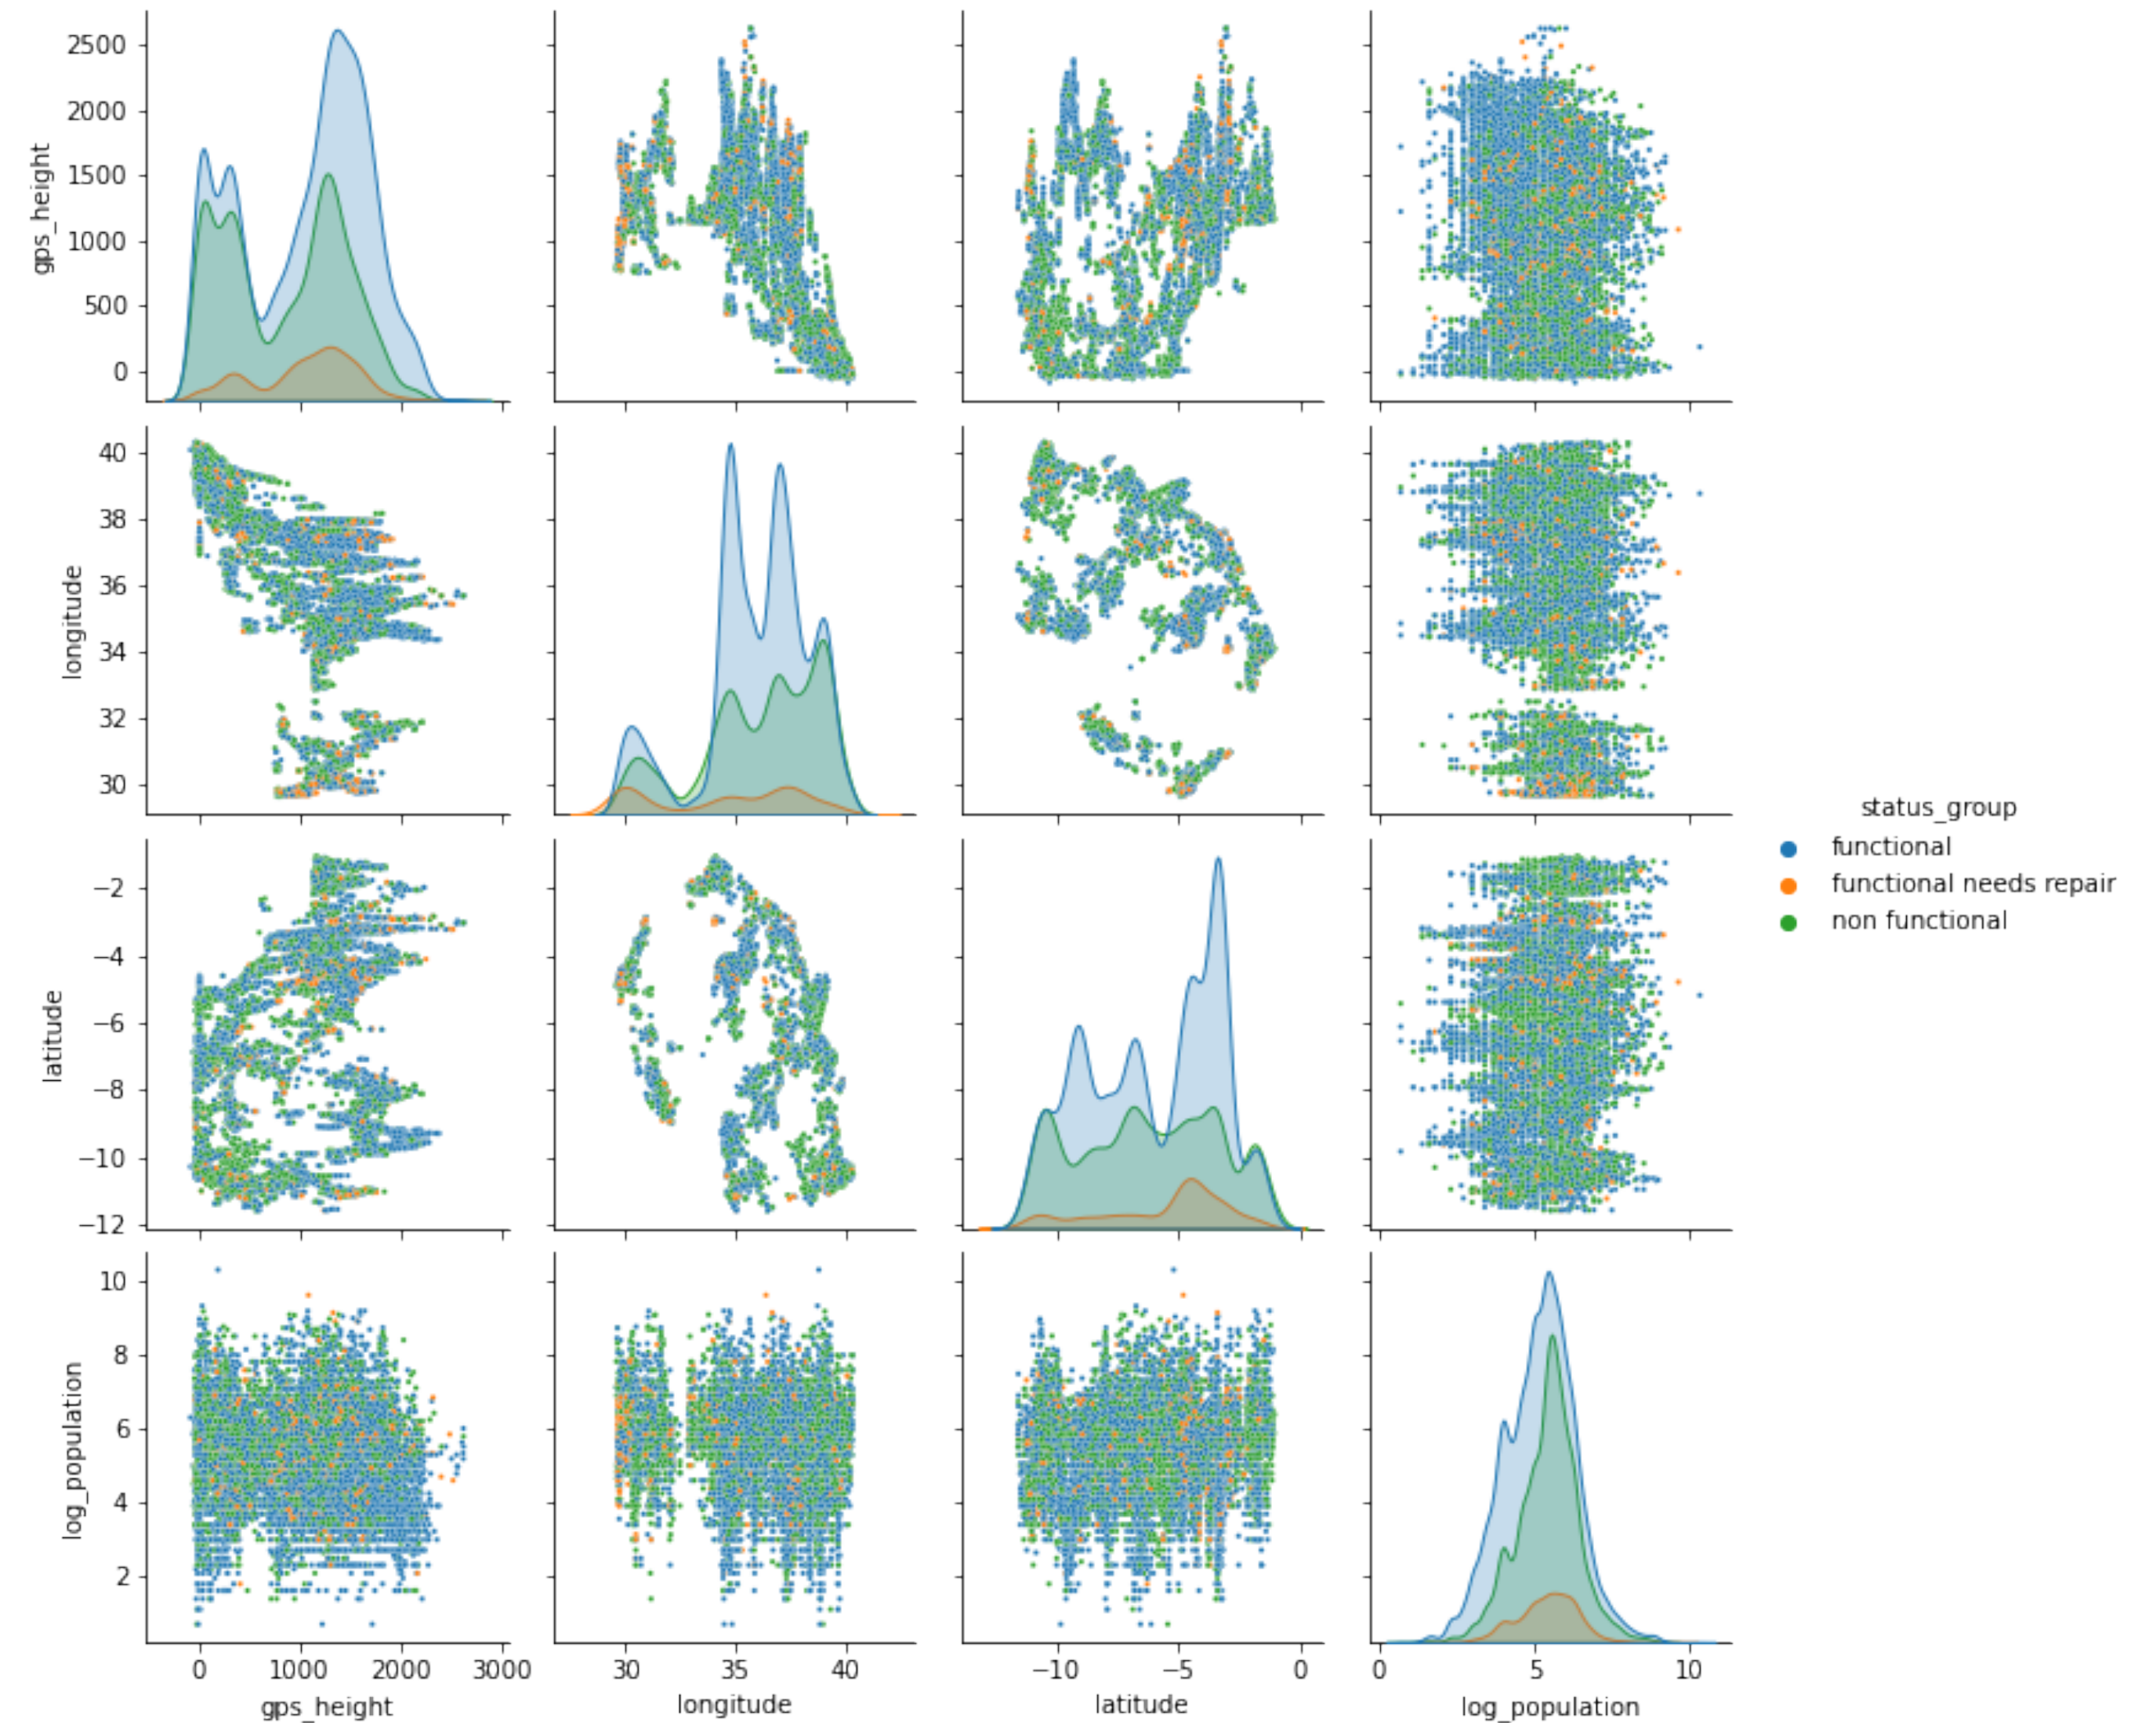 gps_height
2500
2000
1500
1000
500
0
longitude
40
38
36
34
32
30
latitude
−2
−4
−6
−8
−10
−12
log_population
10
8
6
4
2
0 1000 2000 3000
gps_height
30 35 40
longitude
−10 −5 0
latitude
0 5 10
log_population
status_group
functional
functional needs repair
non functional